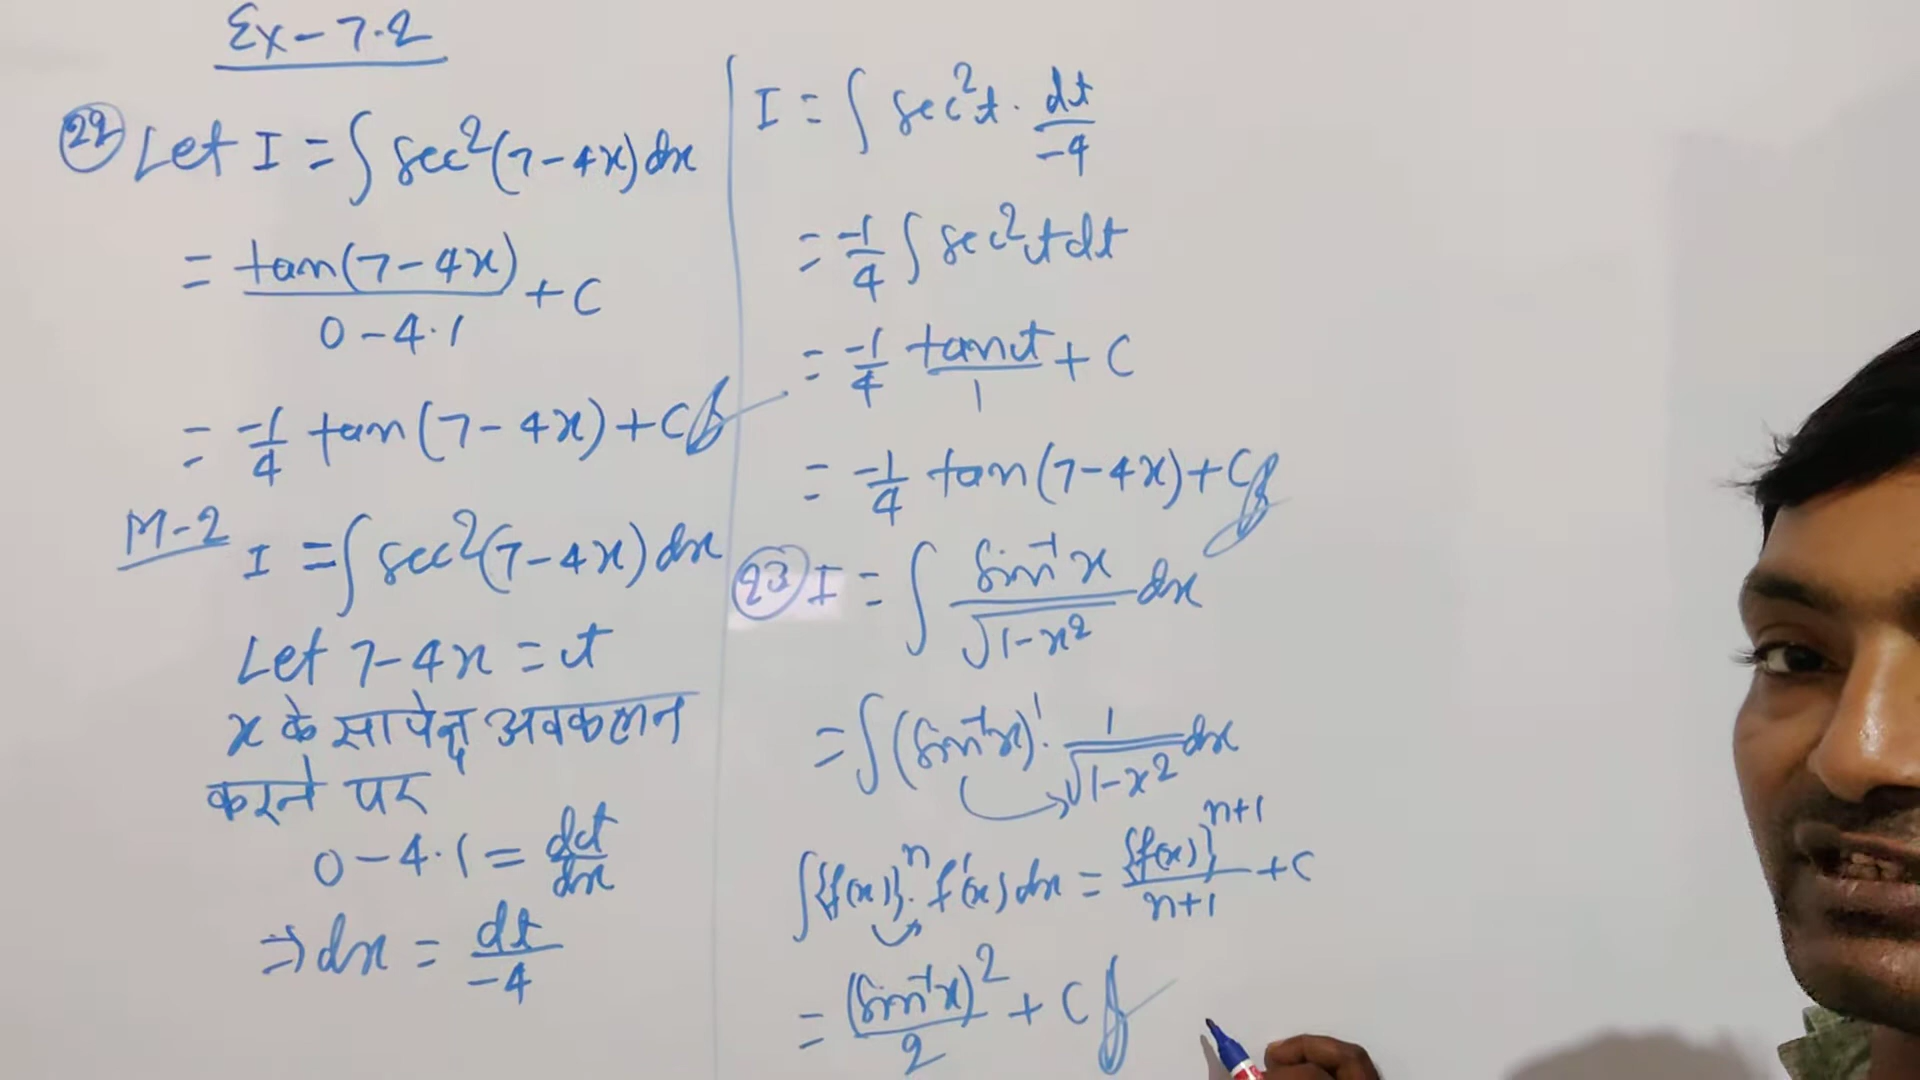 Ex-7.2
22 Let I = ∫ sec²(7-4x)dx
= tan(7-4x)/(0-4·1) + C
= -1/4 tan(7-4x)+C
M-2 I = ∫ sec²(7-4x)dx
Let 7-4x = t
x के सापेक्ष अवकलन
करने पर
0-4·1 = dt/dx
⇒ dx = dt/-4
I = ∫ sec²t · dt/-4
= -1/4 ∫ sec²t dt
= -1/4 tant/1 + C
= -1/4 tan(7-4x)+C
23 I = ∫ sin⁻¹x/√(1-x²) dx
= ∫ (sin⁻¹x)¹ · 1/√(1-x²) dx
∫{f(x)}ⁿ · f'(x)dx = {f(x)}ⁿ⁺¹/(n+1) + C
= (sin⁻¹x)²/2 + C